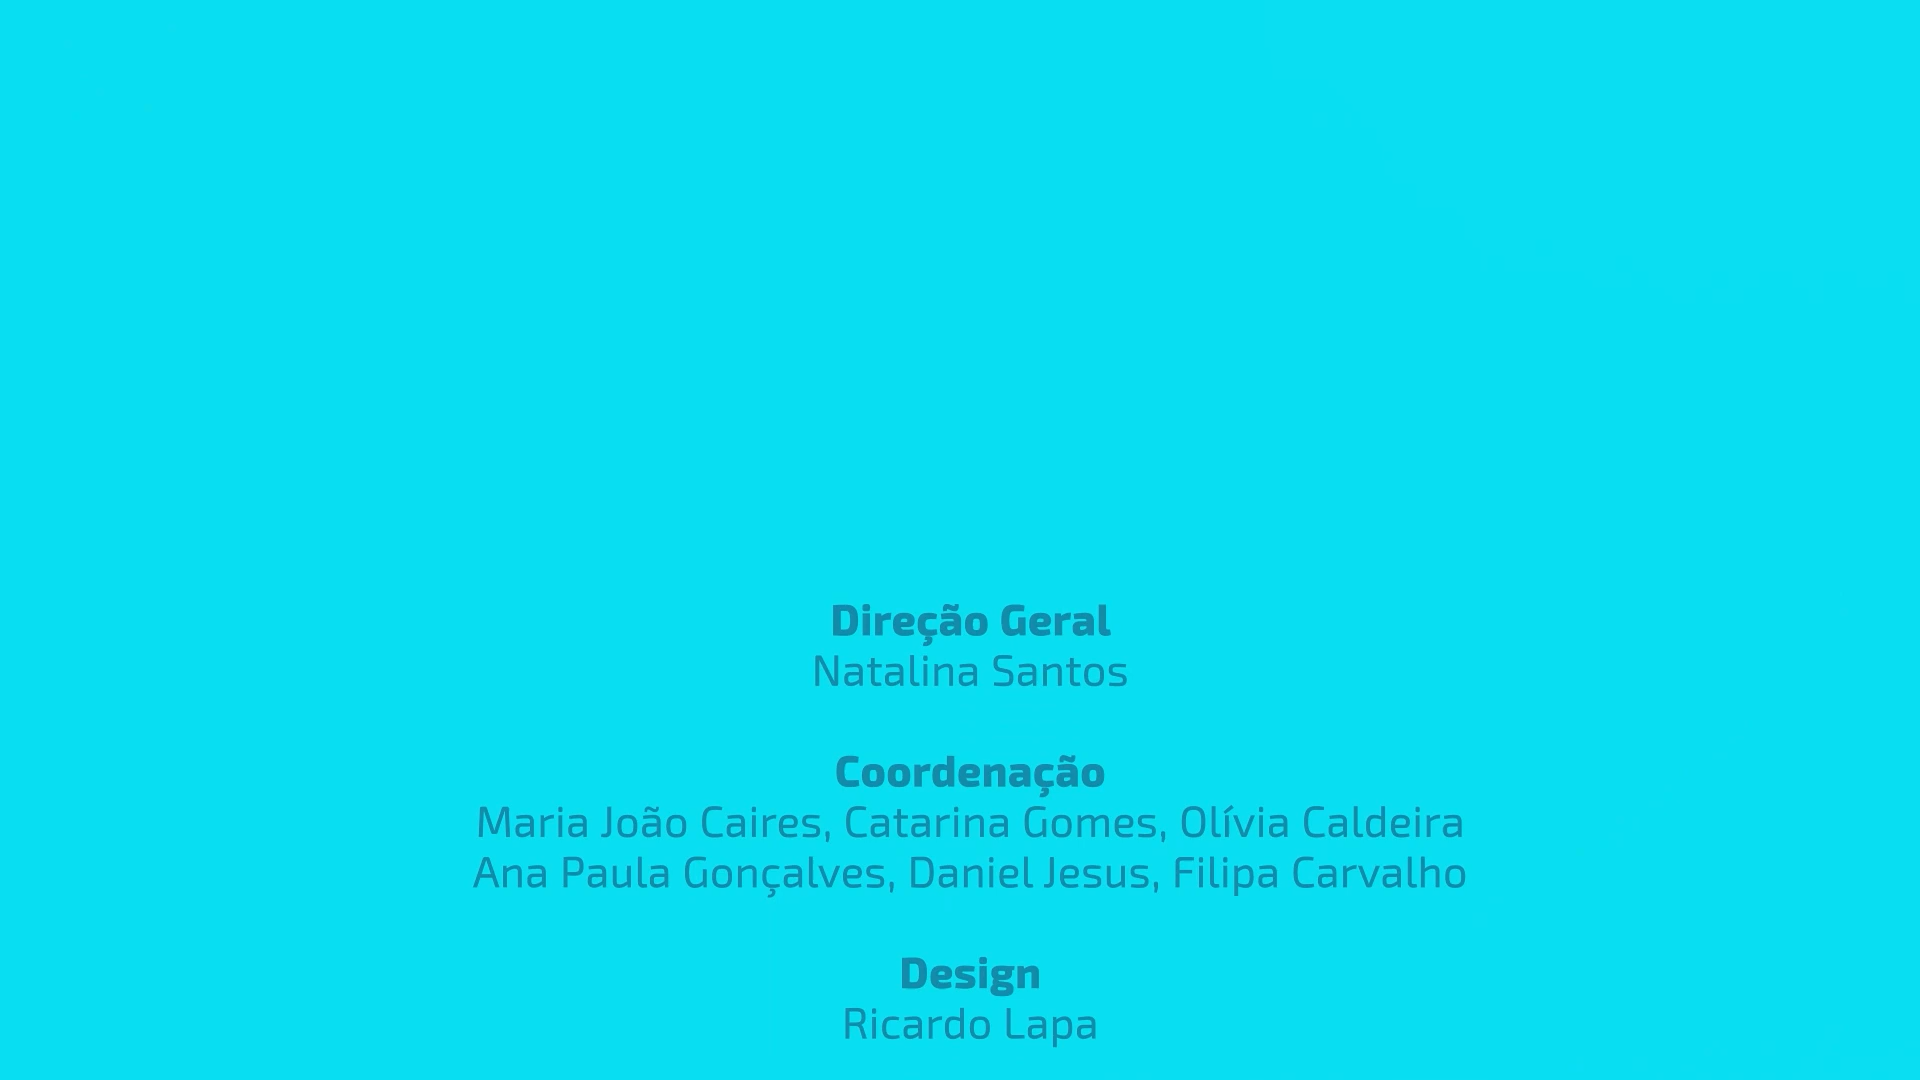 Direção Geral
Natalina Santos
Coordenação
Maria João Caires, Catarina Gomes, Olívia Caldeira
Ana Paula Gonçalves, Daniel Jesus, Filipa Carvalho
Design
Ricardo Lapa